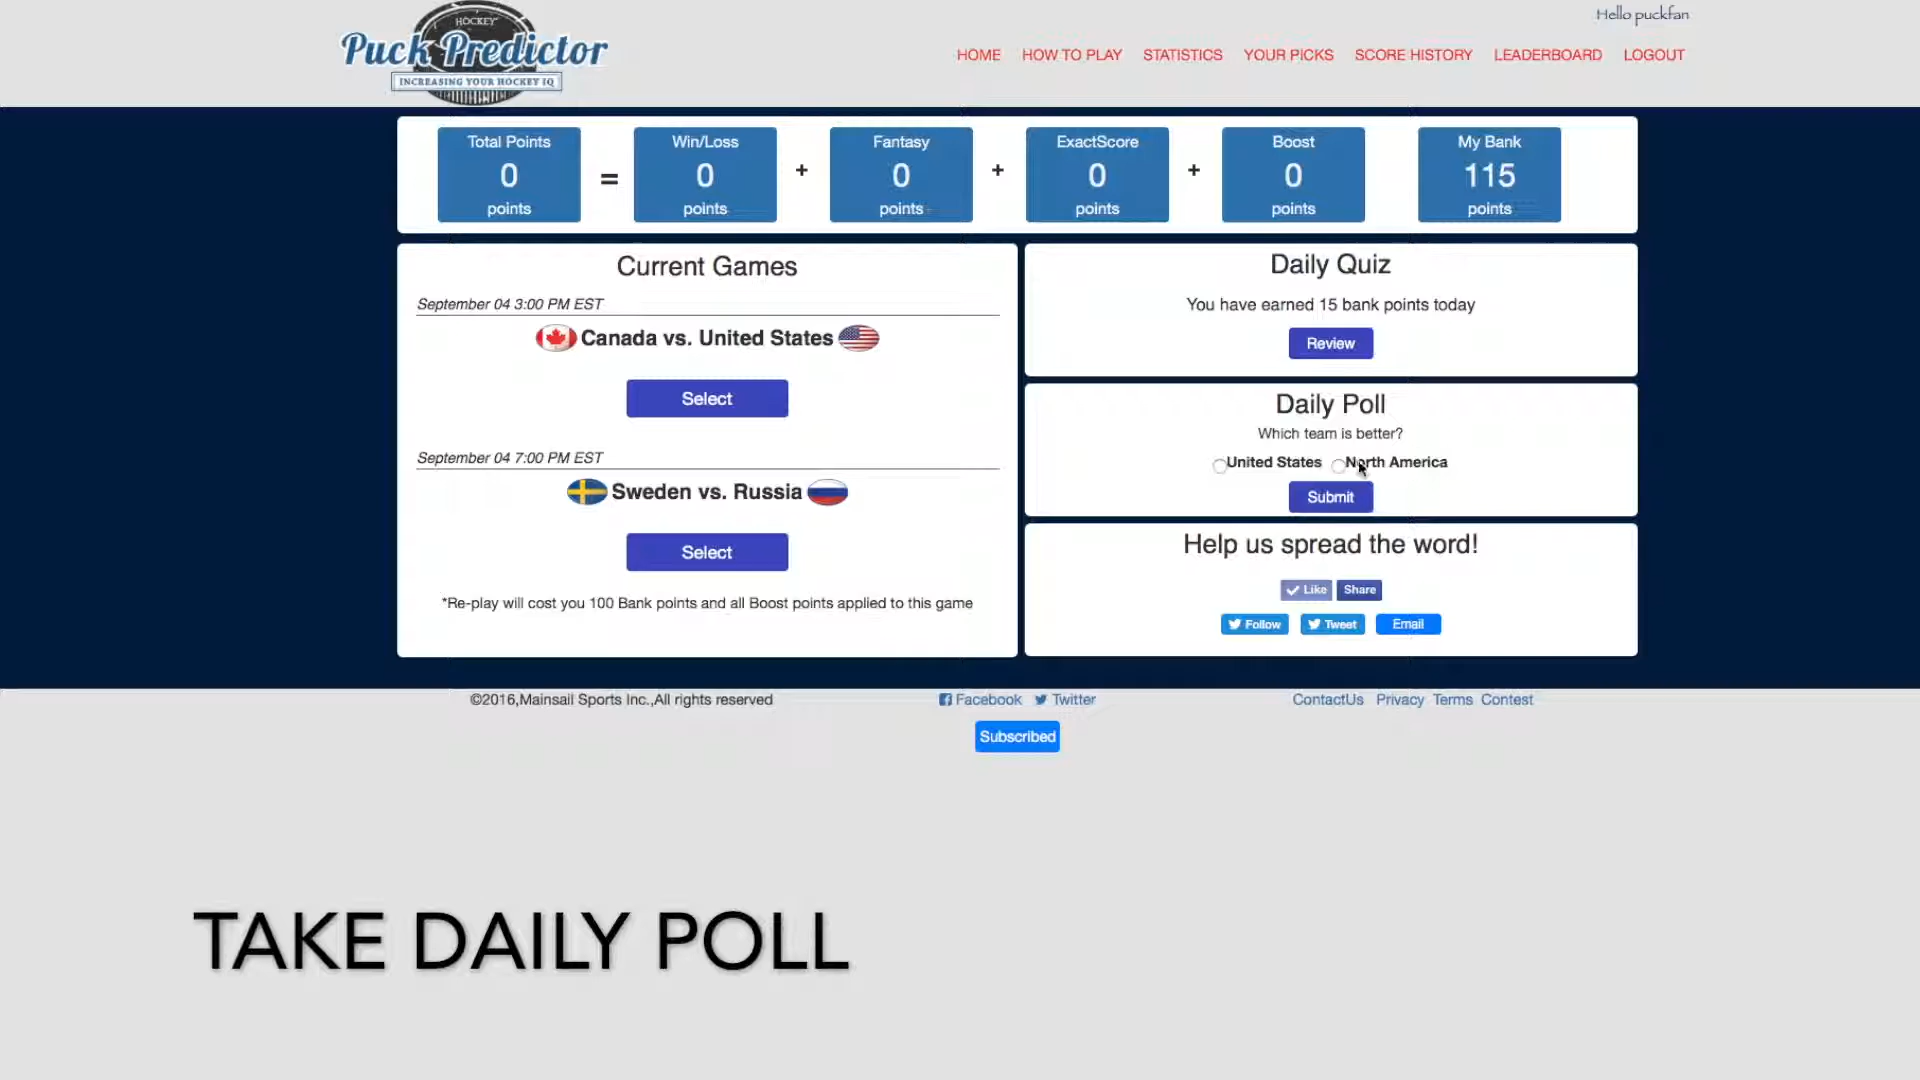 Hello puckfan
HOCKEY
Puck Predictor
INCREASING YOUR HOCKEY IQ
HOME HOW TO PLAY STATISTICS YOUR PICKS SCORE HISTORY LEADERBOARD LOGOUT
Total Points Win/Loss Fantasy ExactScore Boost My Bank
0 = 0 + 0 + 0 + 0 115
points points points points points points
Current Games
September 04 3:00 PM EST
Canada vs. United States
Select
September 04 7:00 PM EST
Sweden vs. Russia
Select
*Re-play will cost you 100 Bank points and all Boost points applied to this game
Daily Quiz
You have earned 15 bank points today
Review
Daily Poll
Which team is better?
United States North America
Submit
Help us spread the word!
Like Share
Follow Tweet Email
©2016,Mainsail Sports Inc.,All rights reserved Facebook Twitter ContactUs Privacy Terms Contest
Subscribed
TAKE DAILY POLL